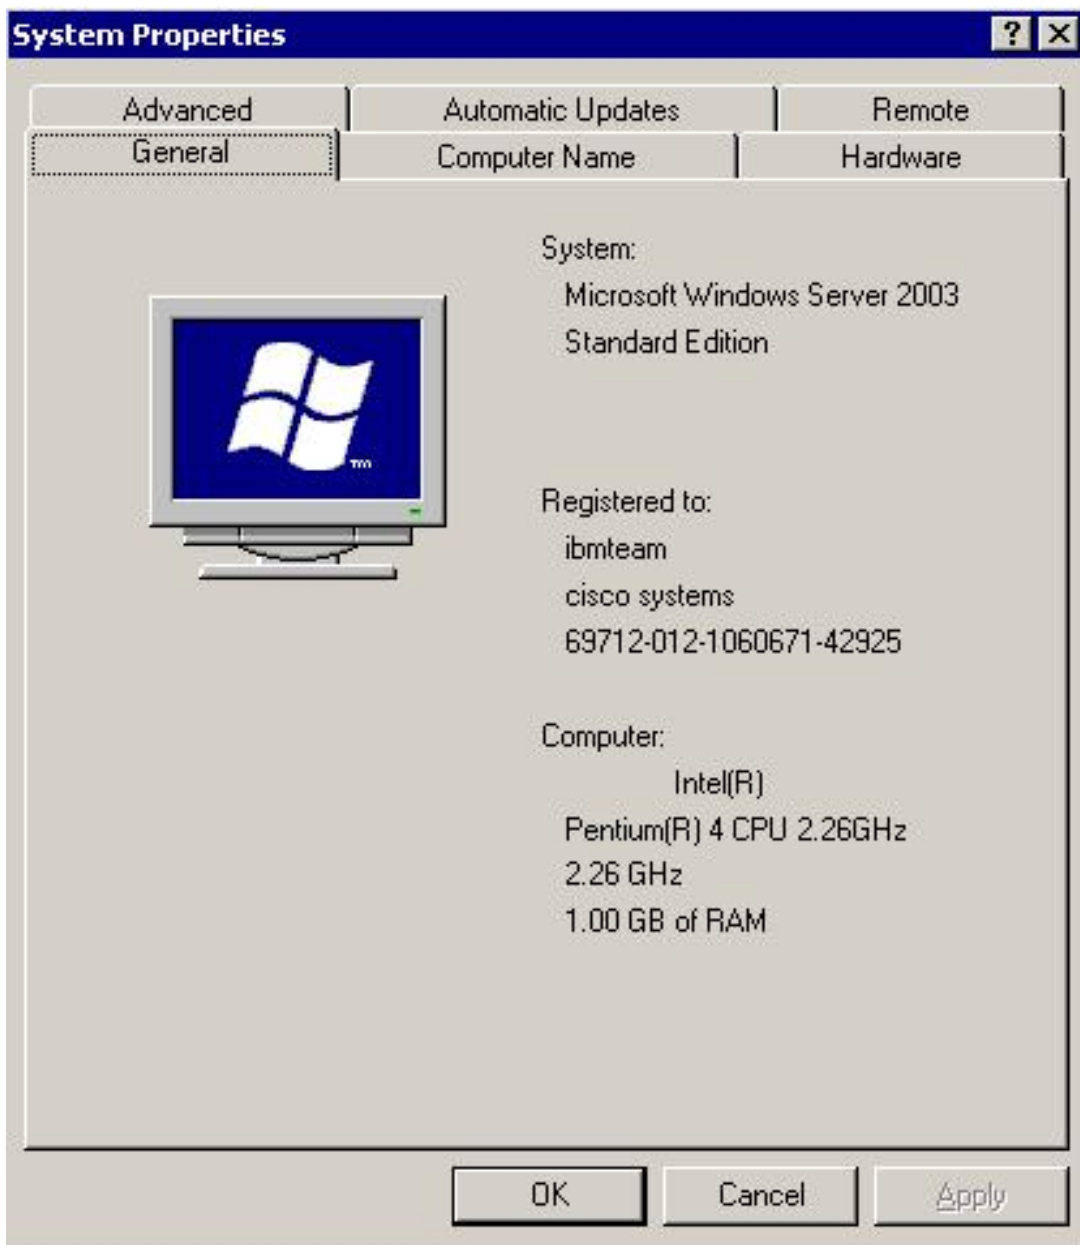 System Properties
Advanced
Automatic Updates
Remote
General
Computer Name
Hardware
System:
Microsoft Windows Server 2003
Standard Edition
TM
Registered to:
ibmteam
cisco systems
69712-012-1060671-42925
Computer:
Intel(R)
Pentium(R) 4 CPU 2.26GHz
2.26 GHz
1.00 GB of RAM
OK
Cancel
Apply